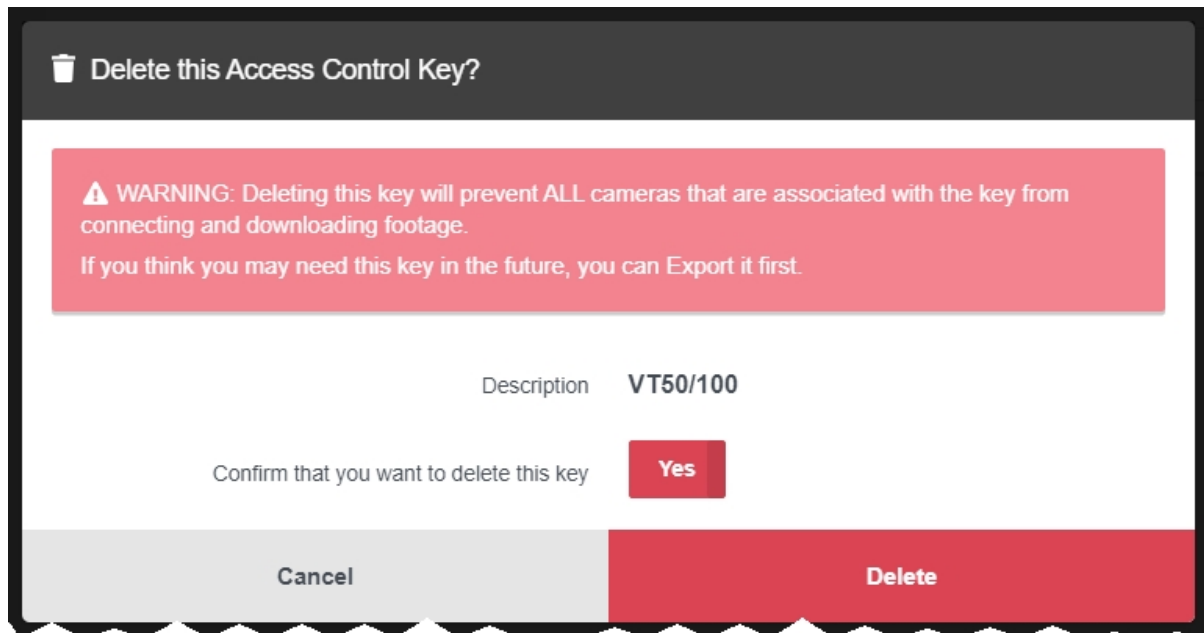 Delete this Access Control Key?
WARNING: Deleting this key will prevent ALL cameras that are associated with the key from
connecting and downloading footage.
If you think you may need this key in the future, you can Export it first.
Description VT50/100
Confirm that you want to delete this key Yes
Cancel Delete